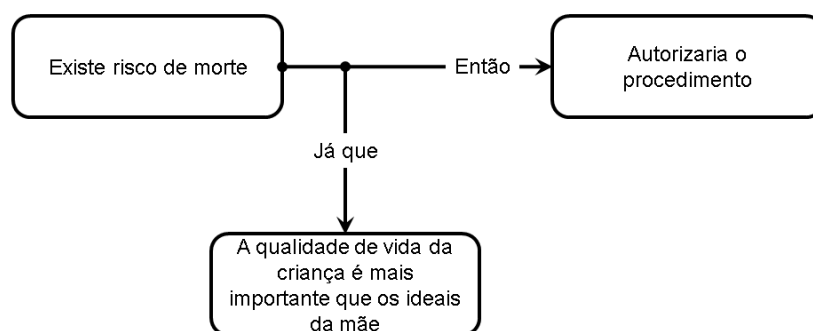 Existe risco de morte
Então
Autorizaria o
procedimento
Já que
A qualidade de vida da
criança é mais
importante que os ideais
da mãe